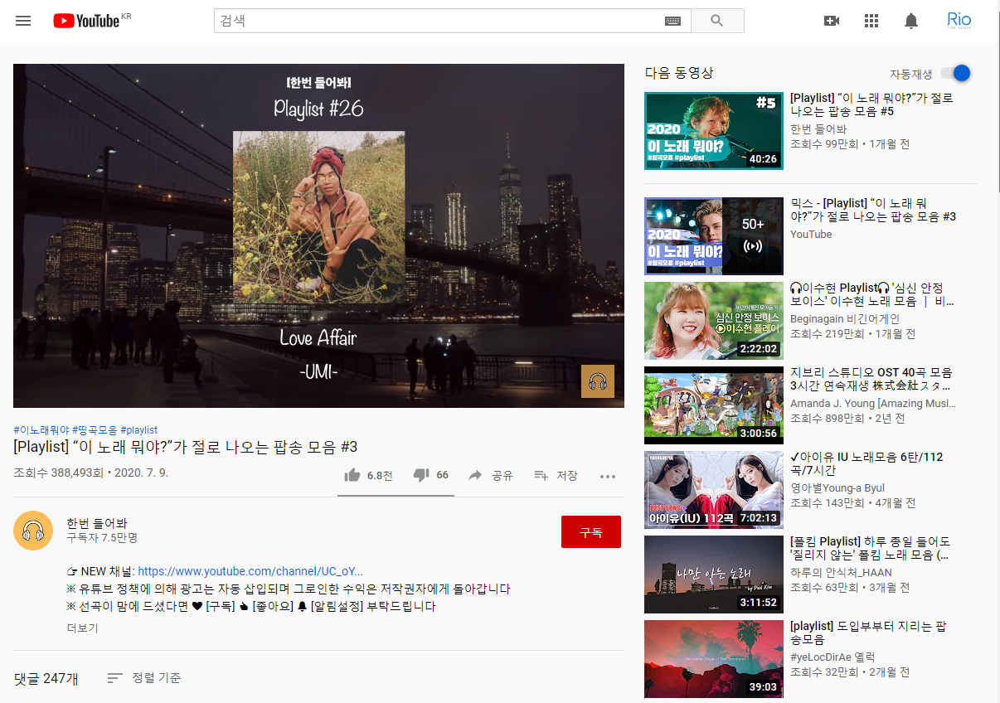 YouTube KR
검색
Rio
[한번 들어봐]
Playlist #26
Love Affair
-UMI-
#이노래뭐야 #띵곡모음 #playlist
[Playlist] “이 노래 뭐야?”가 절로 나오는 팝송 모음 #3
조회수 388,493회 • 2020. 7. 9.
6.8천
66
공유
저장
한번 들어봐
구독자 7.5만명
구독
👉 NEW 채널: https://www.youtube.com/channel/UC_oY...
※ 유튜브 정책에 의해 광고는 자동 삽입되며 그로인한 수익은 저작권자에게 돌아갑니다
※ 선곡이 맘에 드셨다면 ♥ [구독] 👍 [좋아요] 🔔 [알림설정] 부탁드립니다
더보기
댓글 247개
정렬 기준
다음 동영상
자동재생
#5
2020
이 노래 뭐야?
#띵곡모음 #playlist
40:26
[Playlist] “이 노래 뭐야?”가 절로
나오는 팝송 모음 #5
한번 들어봐
조회수 99만회 • 1개월 전
2020
이 노래 뭐야?
#띵곡모음 #playlist
50+
믹스 - [Playlist] “이 노래 뭐
야?”가 절로 나오는 팝송 모음 #3
YouTube
비긴어게인 모아듣기
심신 안정 보이스
이수현 플레이
2:22:02
🎧이수현 Playlist🎧 '심신 안정
보이스' 이수현 노래 모음 ｜ 비...
Beginagain 비긴어게인
조회수 219만회 • 1개월 전
3:00:56
지브리 스튜디오 OST 40곡 모음
3시간 연속재생 株式会社スタ...
Amanda J. Young [Amazing Musi...
조회수 898만회 • 2년 전
YOUNGASTAR
BEST SONG
아이유(IU) 112곡
7:02:13
✓아이유 IU 노래모음 6탄/112
곡/7시간
영아별Young-a Byul
조회수 143만회 • 4개월 전
나만 아는 노래
by Paul Kim
3:11:52
[폴킴 Playlist] 하루 종일 들어도
'질리지 않는' 폴킴 노래 모음 (...
하루의 안식처_HAAN
조회수 63만회 • 3개월 전
39:03
[playlist] 도입부부터 지리는 팝
송모음
#yeLocDirAe 옐럭
조회수 32만회 • 2개월 전